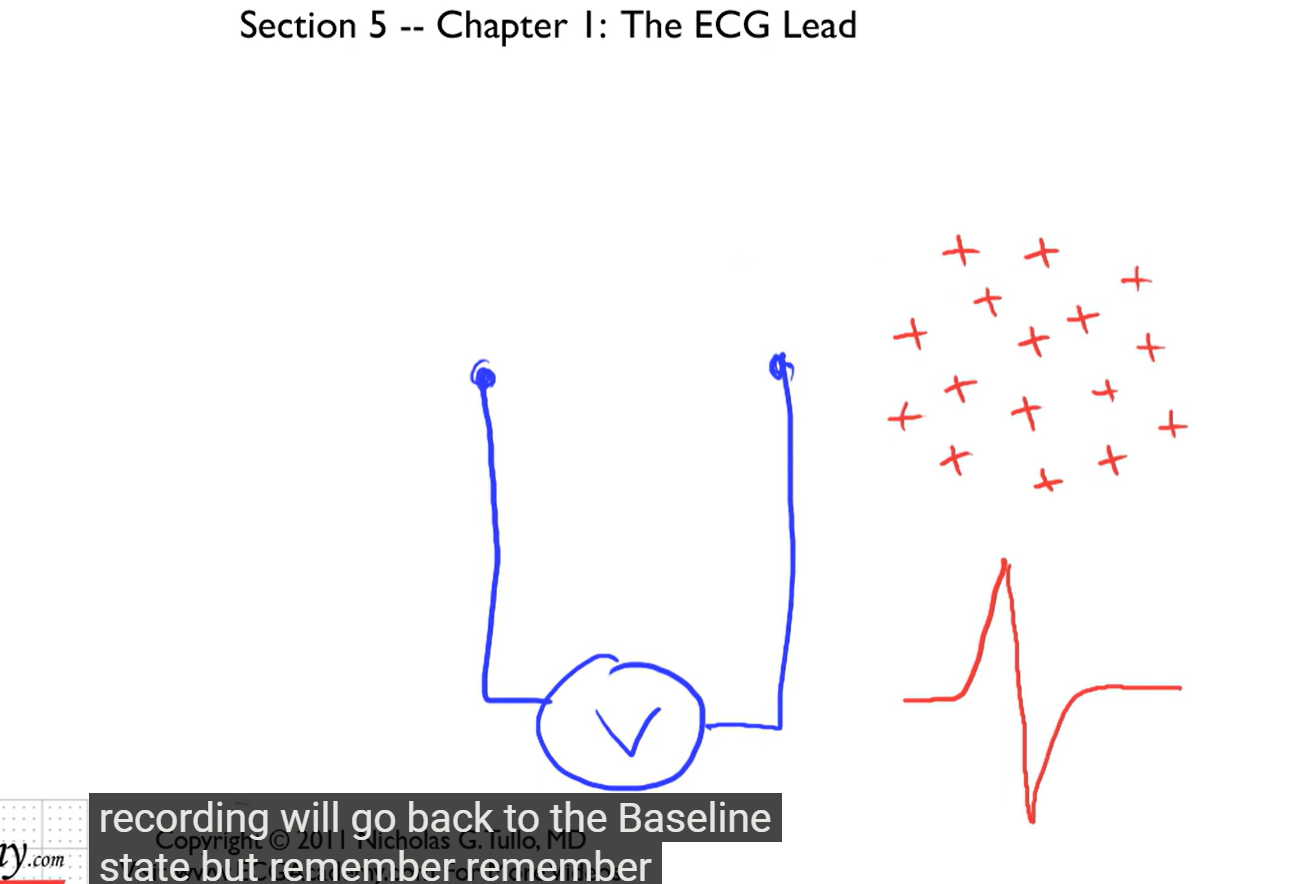 Section 5 -- Chapter 1: The ECG Lead
+ + + + + + + + + + + + + + + +
V
recording will go back to the Baseline
Copyright © 2011 Nicholas G. Tullo, MD
state but remember remember
.com